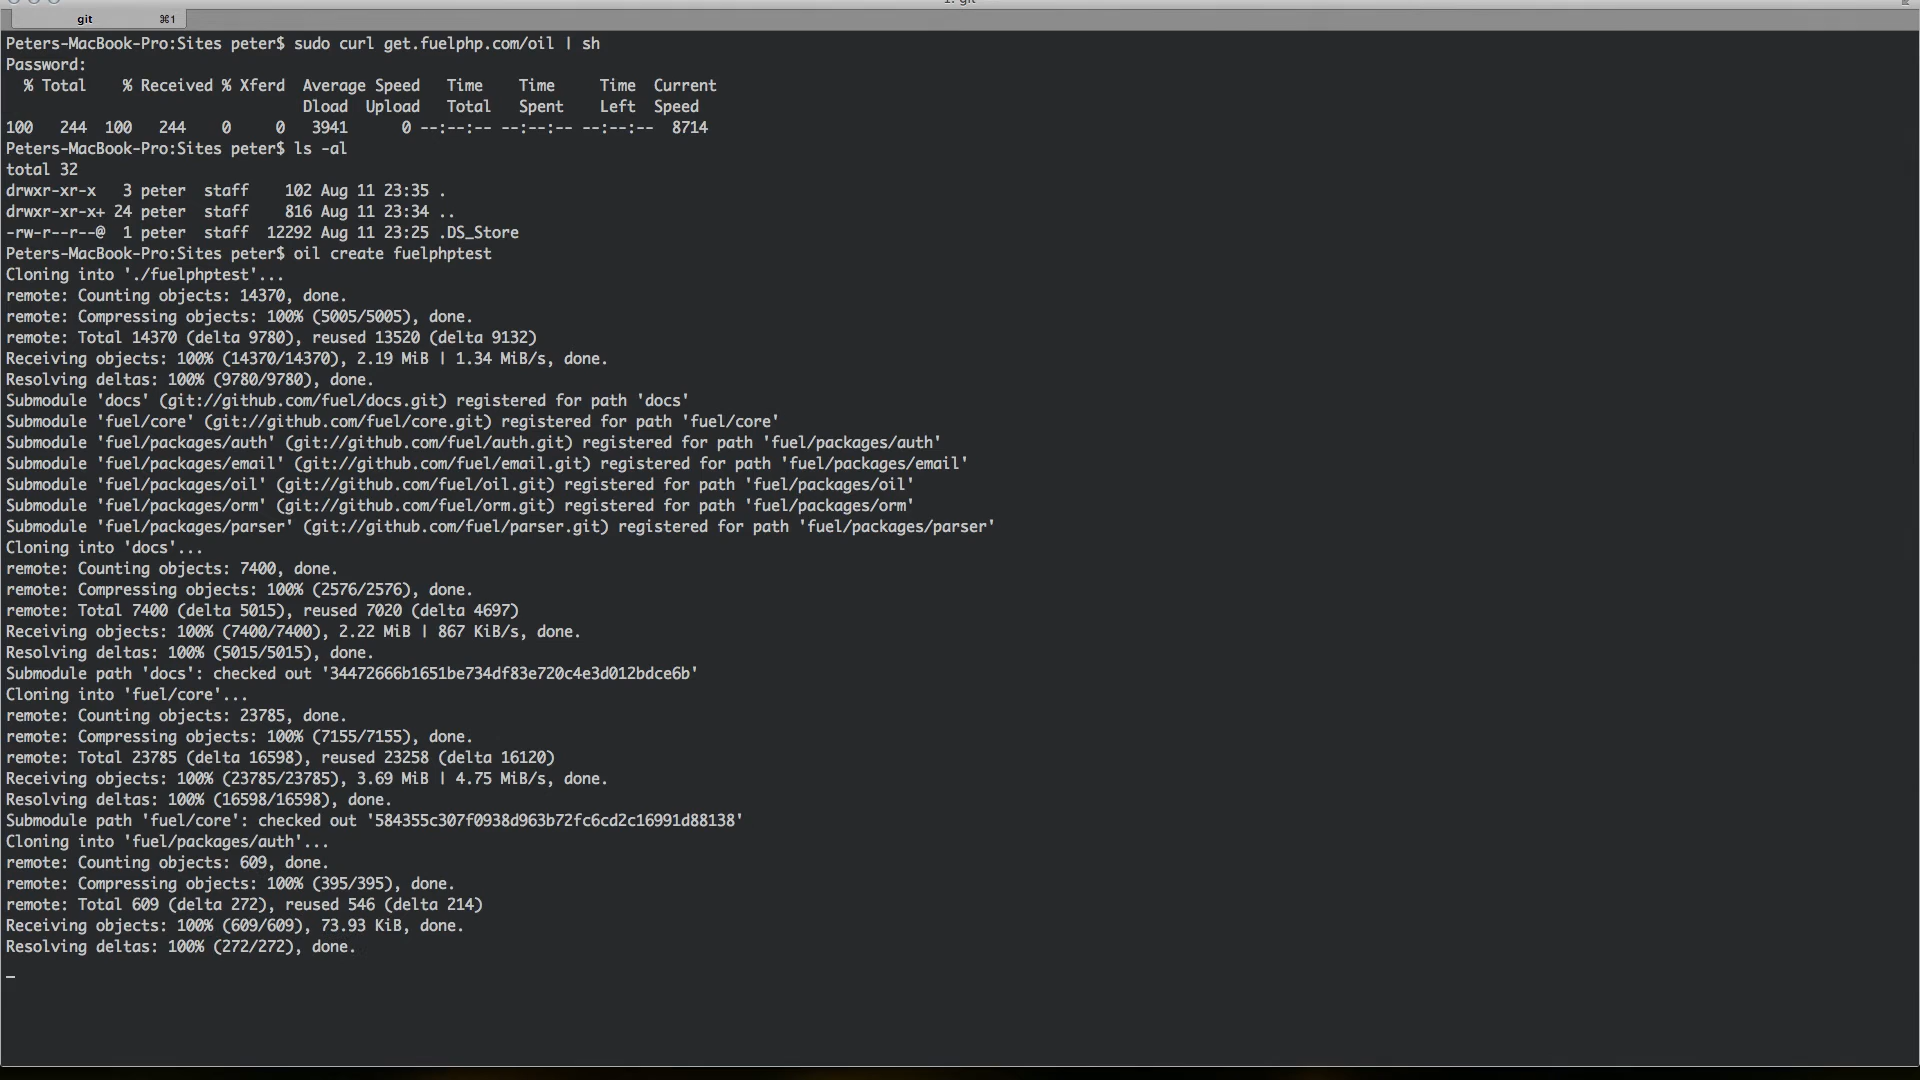 1. git
git ⌘1
Peters-MacBook-Pro:Sites peter$ sudo curl get.fuelphp.com/oil | sh
Password:
  % Total    % Received % Xferd  Average Speed   Time    Time     Time  Current
                                 Dload  Upload   Total   Spent    Left  Speed
100   244  100   244    0     0   3941      0 --:--:-- --:--:-- --:--:--  8714
Peters-MacBook-Pro:Sites peter$ ls -al
total 32
drwxr-xr-x   3 peter  staff    102 Aug 11 23:35 .
drwxr-xr-x+ 24 peter  staff    816 Aug 11 23:34 ..
-rw-r--r--@  1 peter  staff  12292 Aug 11 23:25 .DS_Store
Peters-MacBook-Pro:Sites peter$ oil create fuelphptest
Cloning into './fuelphptest'...
remote: Counting objects: 14370, done.
remote: Compressing objects: 100% (5005/5005), done.
remote: Total 14370 (delta 9780), reused 13520 (delta 9132)
Receiving objects: 100% (14370/14370), 2.19 MiB | 1.34 MiB/s, done.
Resolving deltas: 100% (9780/9780), done.
Submodule 'docs' (git://github.com/fuel/docs.git) registered for path 'docs'
Submodule 'fuel/core' (git://github.com/fuel/core.git) registered for path 'fuel/core'
Submodule 'fuel/packages/auth' (git://github.com/fuel/auth.git) registered for path 'fuel/packages/auth'
Submodule 'fuel/packages/email' (git://github.com/fuel/email.git) registered for path 'fuel/packages/email'
Submodule 'fuel/packages/oil' (git://github.com/fuel/oil.git) registered for path 'fuel/packages/oil'
Submodule 'fuel/packages/orm' (git://github.com/fuel/orm.git) registered for path 'fuel/packages/orm'
Submodule 'fuel/packages/parser' (git://github.com/fuel/parser.git) registered for path 'fuel/packages/parser'
Cloning into 'docs'...
remote: Counting objects: 7400, done.
remote: Compressing objects: 100% (2576/2576), done.
remote: Total 7400 (delta 5015), reused 7020 (delta 4697)
Receiving objects: 100% (7400/7400), 2.22 MiB | 867 KiB/s, done.
Resolving deltas: 100% (5015/5015), done.
Submodule path 'docs': checked out '34472666b1651be734df83e720c4e3d012bdce6b'
Cloning into 'fuel/core'...
remote: Counting objects: 23785, done.
remote: Compressing objects: 100% (7155/7155), done.
remote: Total 23785 (delta 16598), reused 23258 (delta 16120)
Receiving objects: 100% (23785/23785), 3.69 MiB | 4.75 MiB/s, done.
Resolving deltas: 100% (16598/16598), done.
Submodule path 'fuel/core': checked out '584355c307f0938d963b72fc6cd2c16991d88138'
Cloning into 'fuel/packages/auth'...
remote: Counting objects: 609, done.
remote: Compressing objects: 100% (395/395), done.
remote: Total 609 (delta 272), reused 546 (delta 214)
Receiving objects: 100% (609/609), 73.93 KiB, done.
Resolving deltas: 100% (272/272), done.